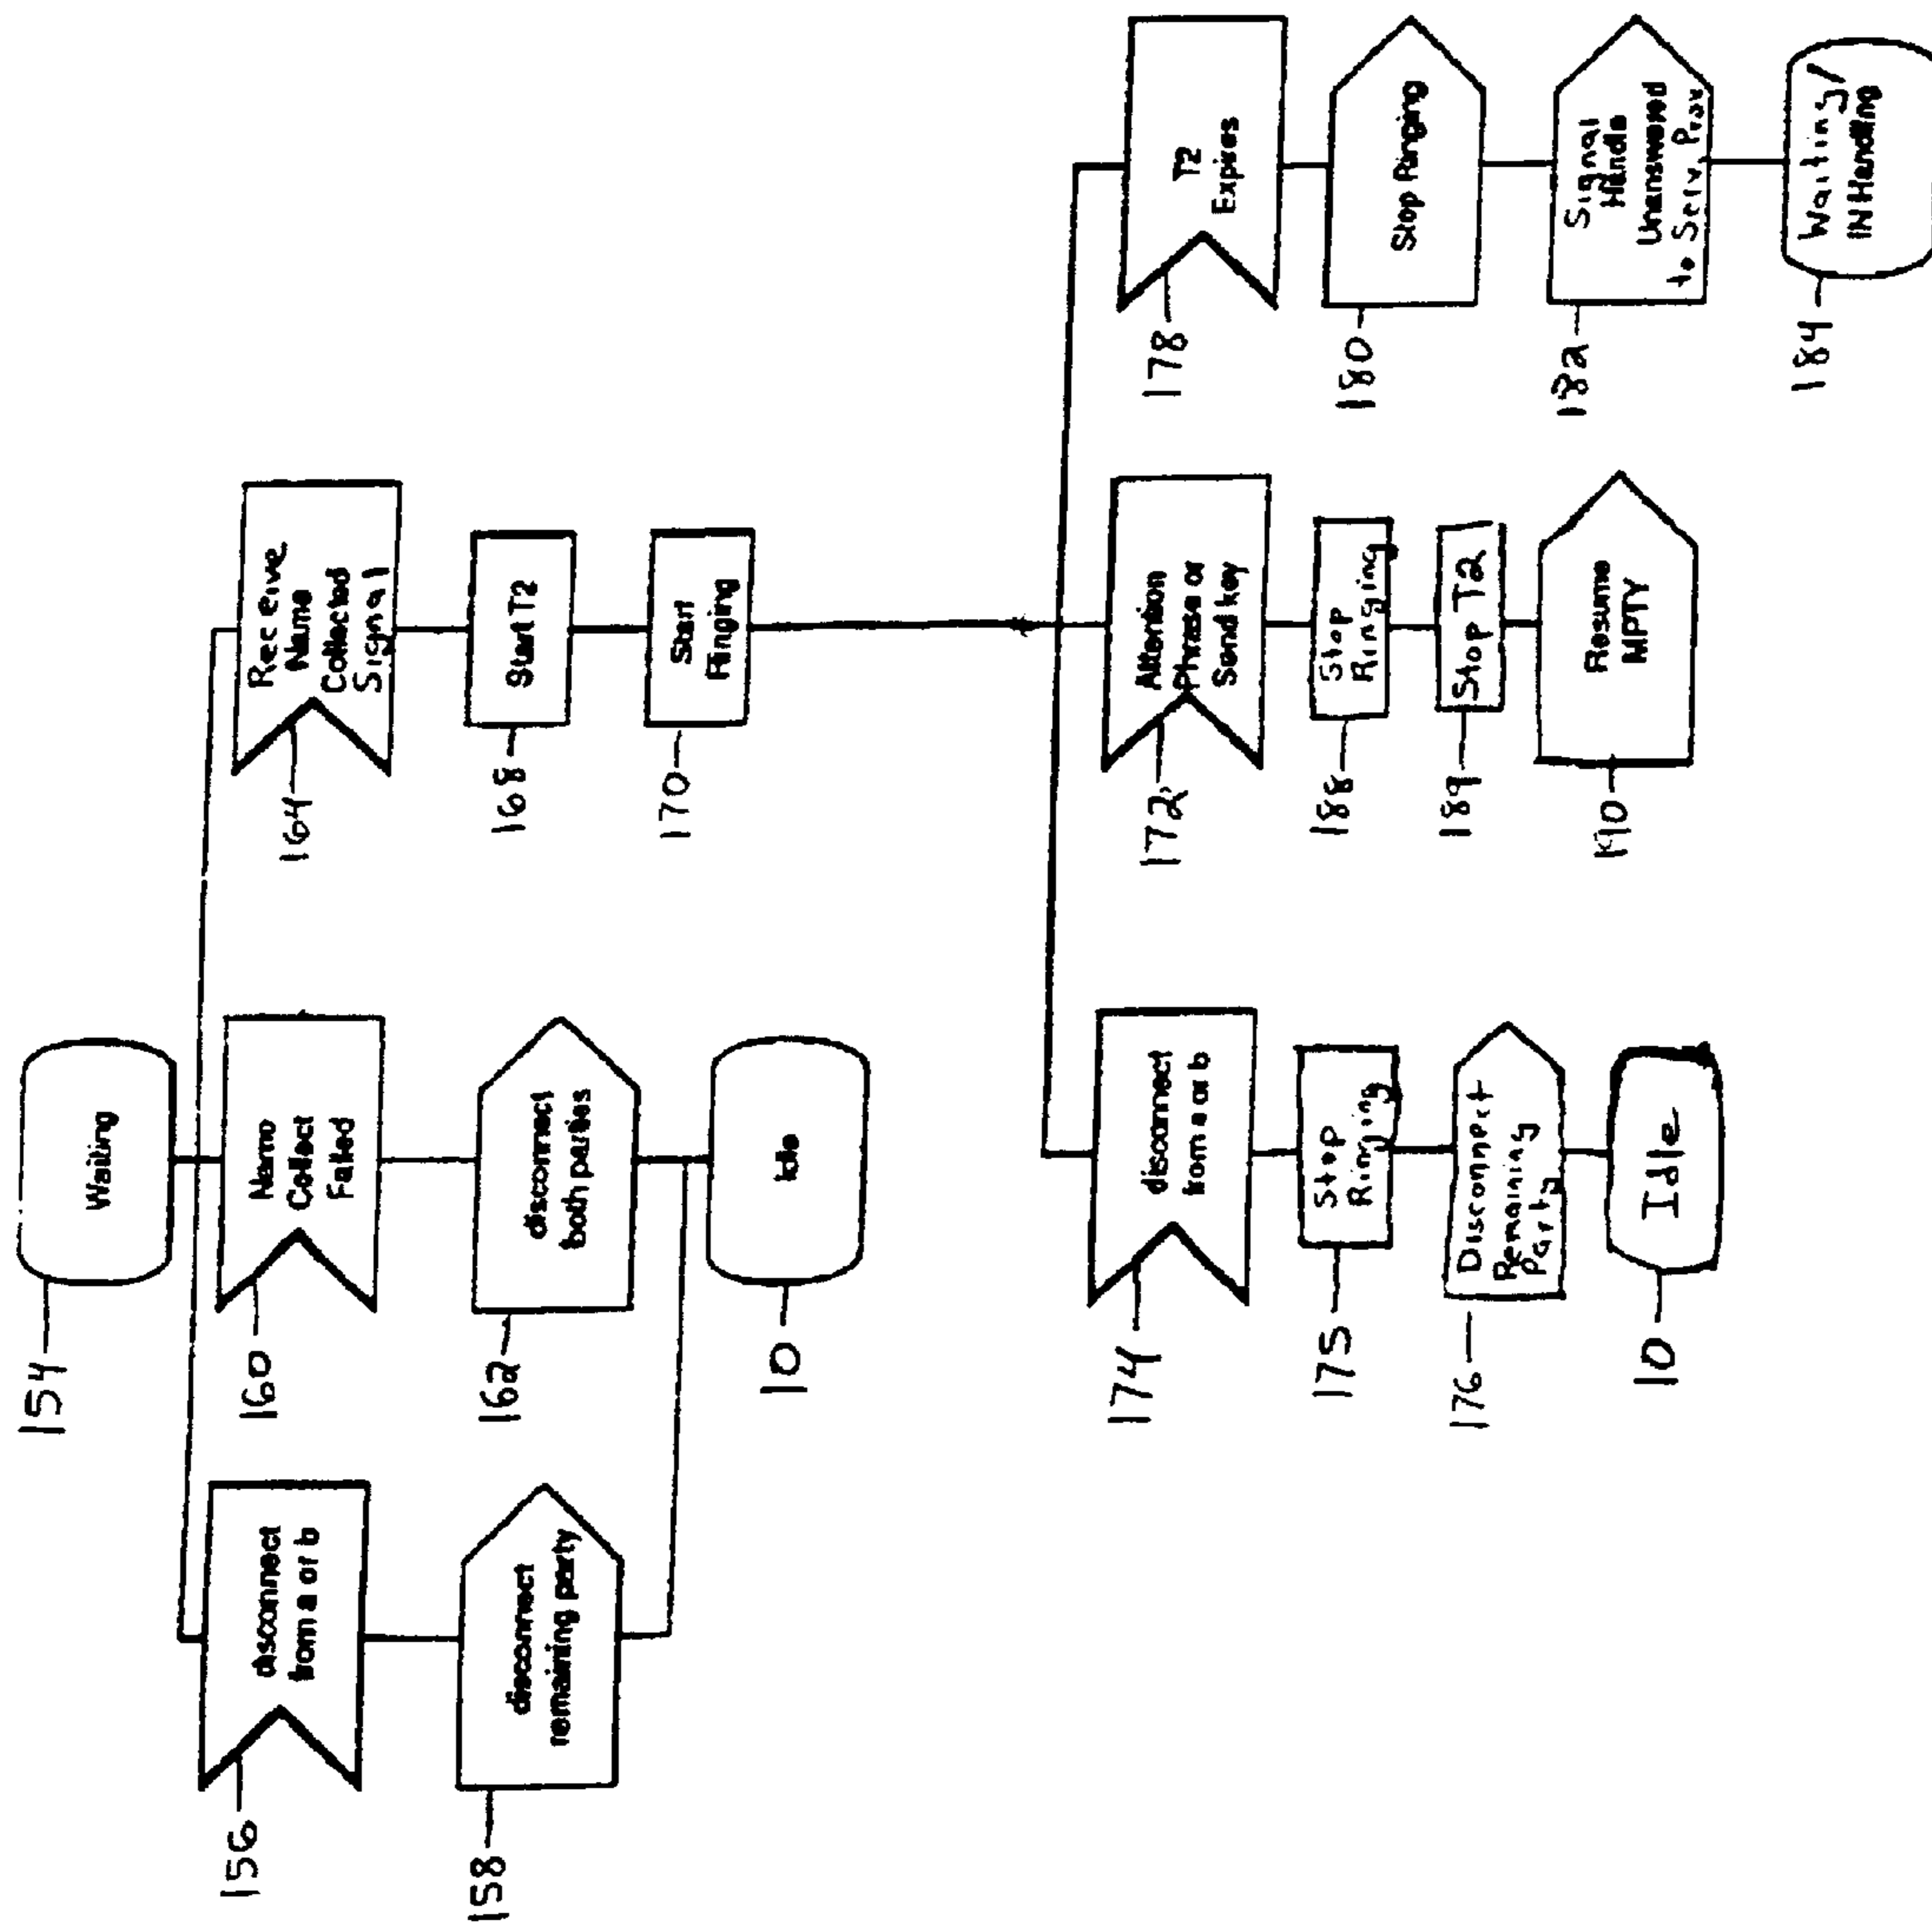 154
Waiting
156
disconnect
from a or b
158
disconnect
remaining party
160
Name
Collect
Failed
162
disconnect
both parties
10
Idle
164
Receive
Name
Collected
Signal
168
Start T2
170
Start
Ringing
174
disconnect
from a or b
175
Stop
Ringing
176
Disconnect
Remaining
Party
10
Idle
172
Attention
Phrase or
Send key
188
Stop
Ringing
189
Stop T2
Resume
MPTY
178
T2
Expires
180
Stop Ringing
182
Signal
Handle
Unanswered
to Serv Prov
184
Waiting/
IN Handling